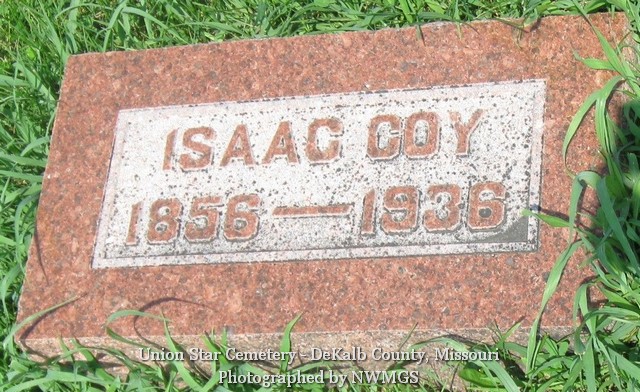 ISAAC COY
1856 — 1936
Union Star Cemetery - DeKalb County, Missouri
Photographed by NWMGS